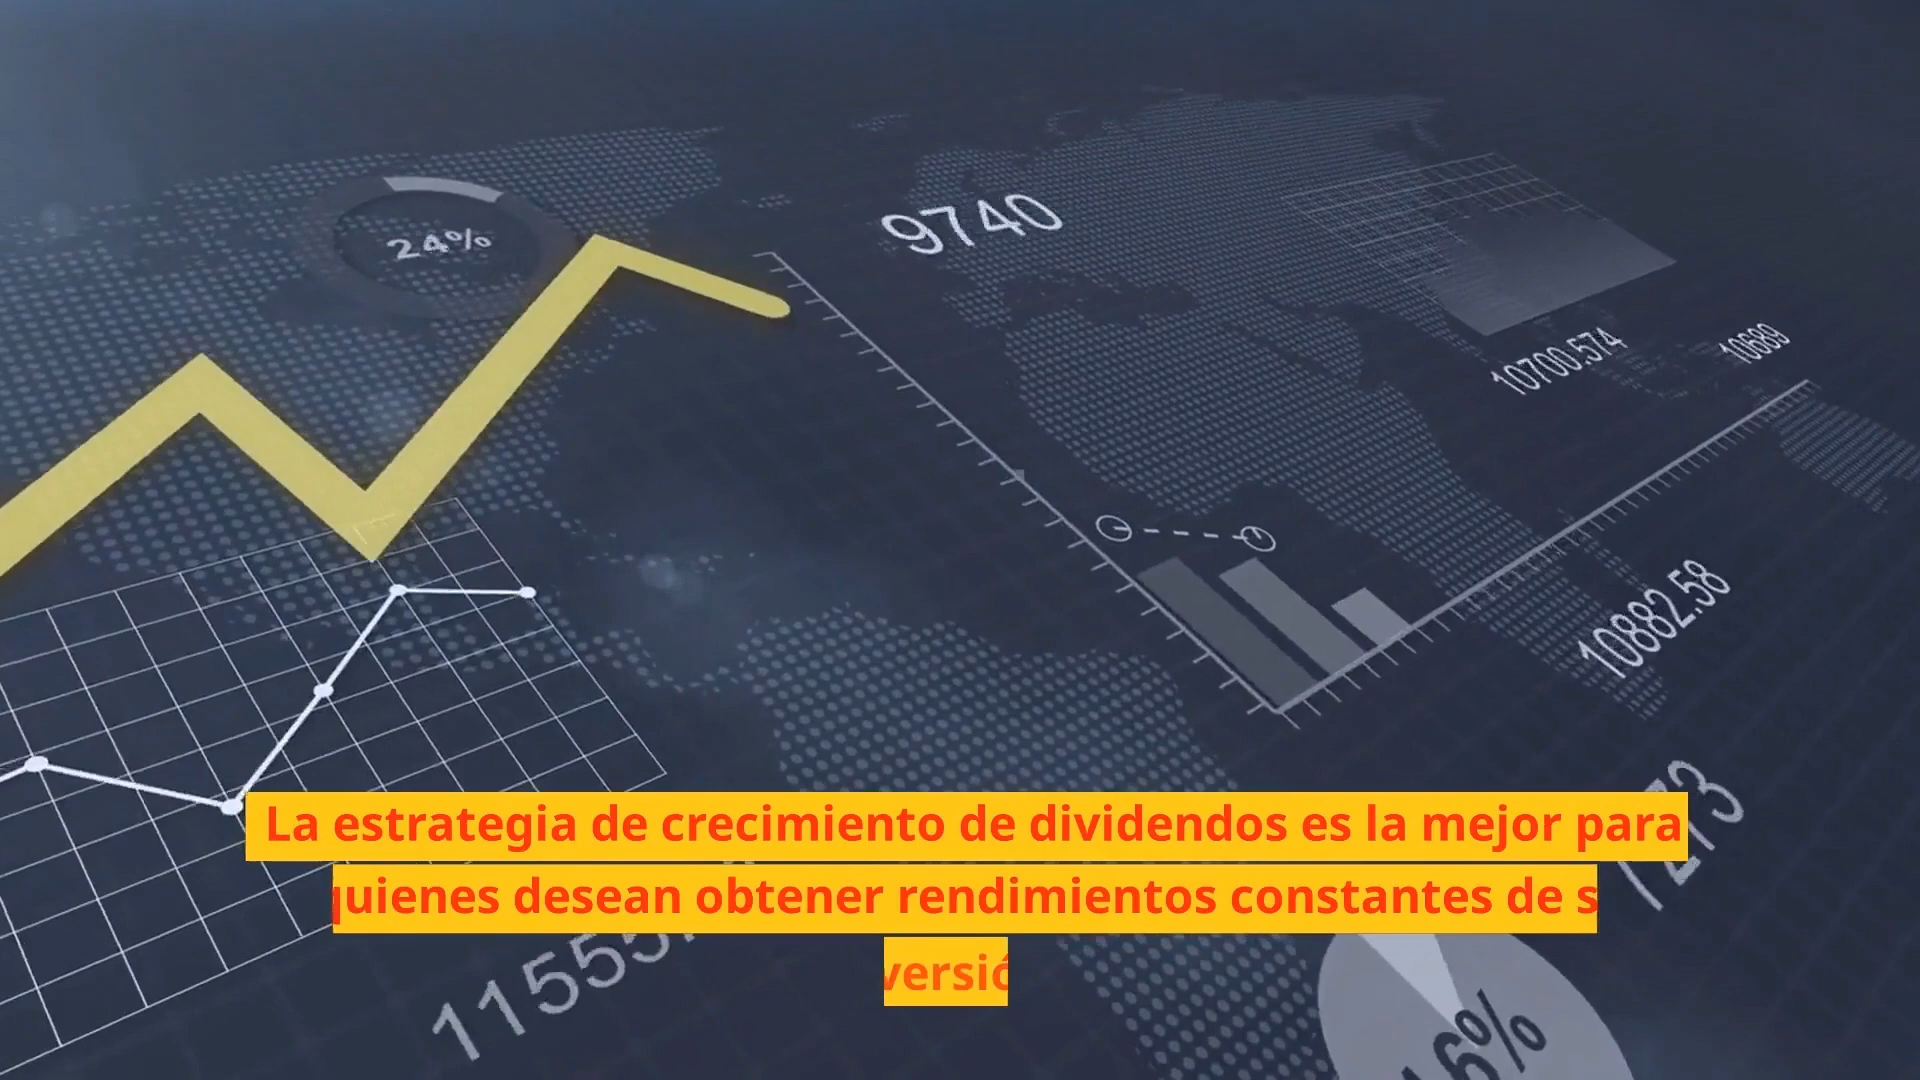 24%
9740
10700.574
10689
10882.58
La estrategia de crecimiento de dividendos es la mejor para
quienes desean obtener rendimientos constantes de s
versió